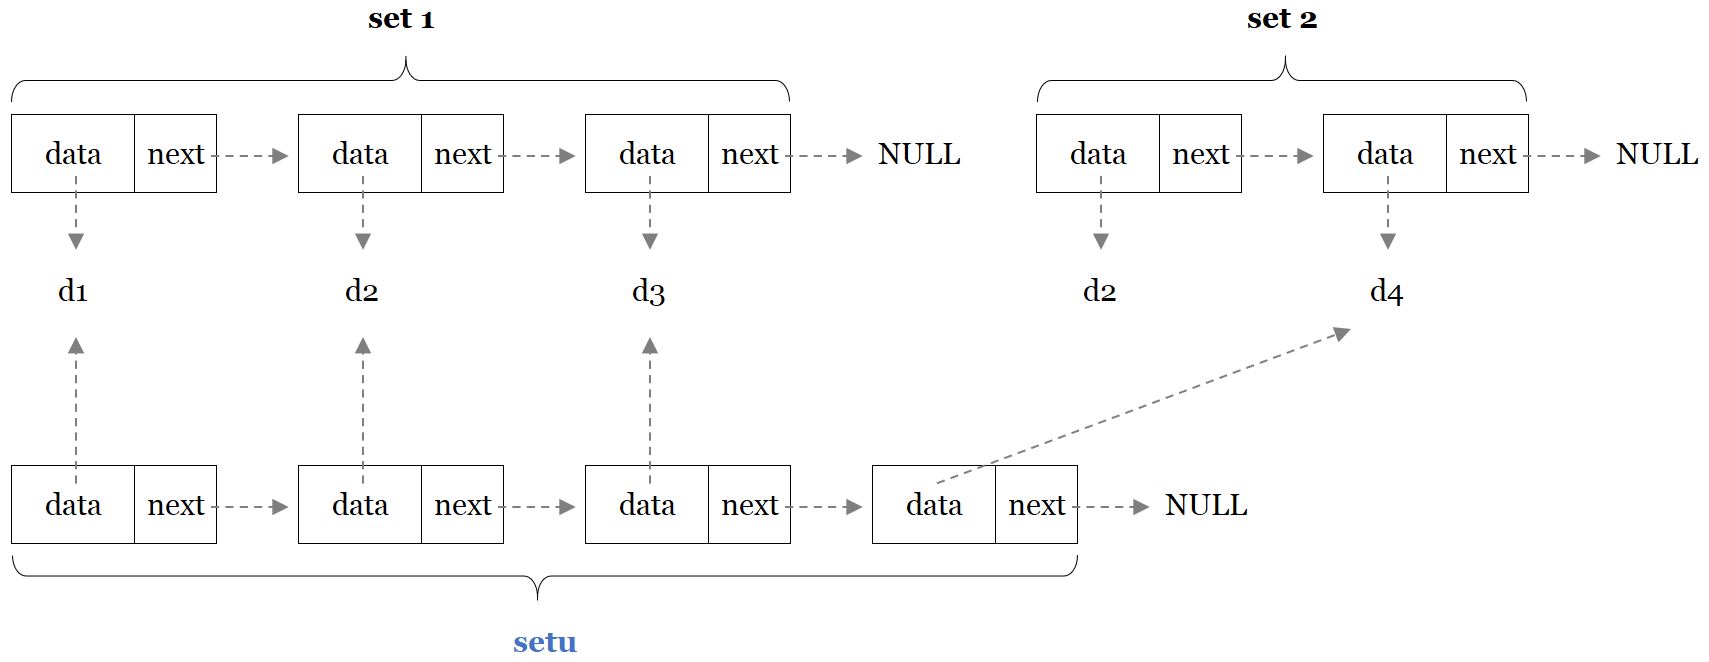 set 1 set 2
data next data next data next NULL data next data next NULL
d1 d2 d3 d2 d4
data next data next data next data next NULL
setu